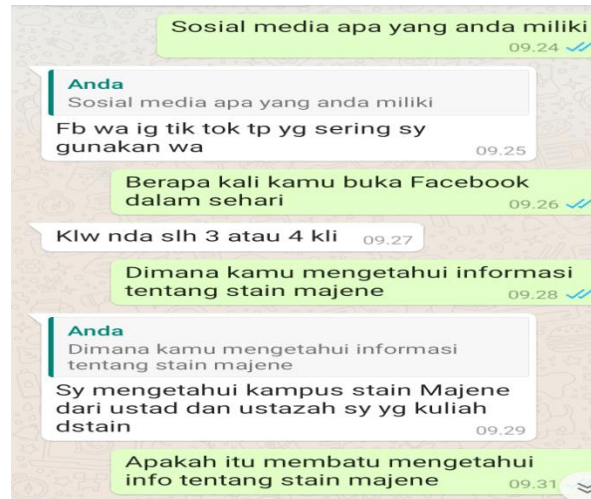 Sosial media apa yang anda miliki
09.24
Anda
Sosial media apa yang anda miliki
Fb wa ig tik tok tp yg sering sy
gunakan wa
09.25
Berapa kali kamu buka Facebook
dalam sehari
09.26
Klw nda slh 3 atau 4 kli 09.27
Dimana kamu mengetahui informasi
tentang stain majene
09.28
Anda
Dimana kamu mengetahui informasi
tentang stain majene
Sy mengetahui kampus stain Majene
dari ustad dan ustazah sy yg kuliah
dstain
09.29
Apakah itu membatu mengetahui
info tentang stain majene
09.31